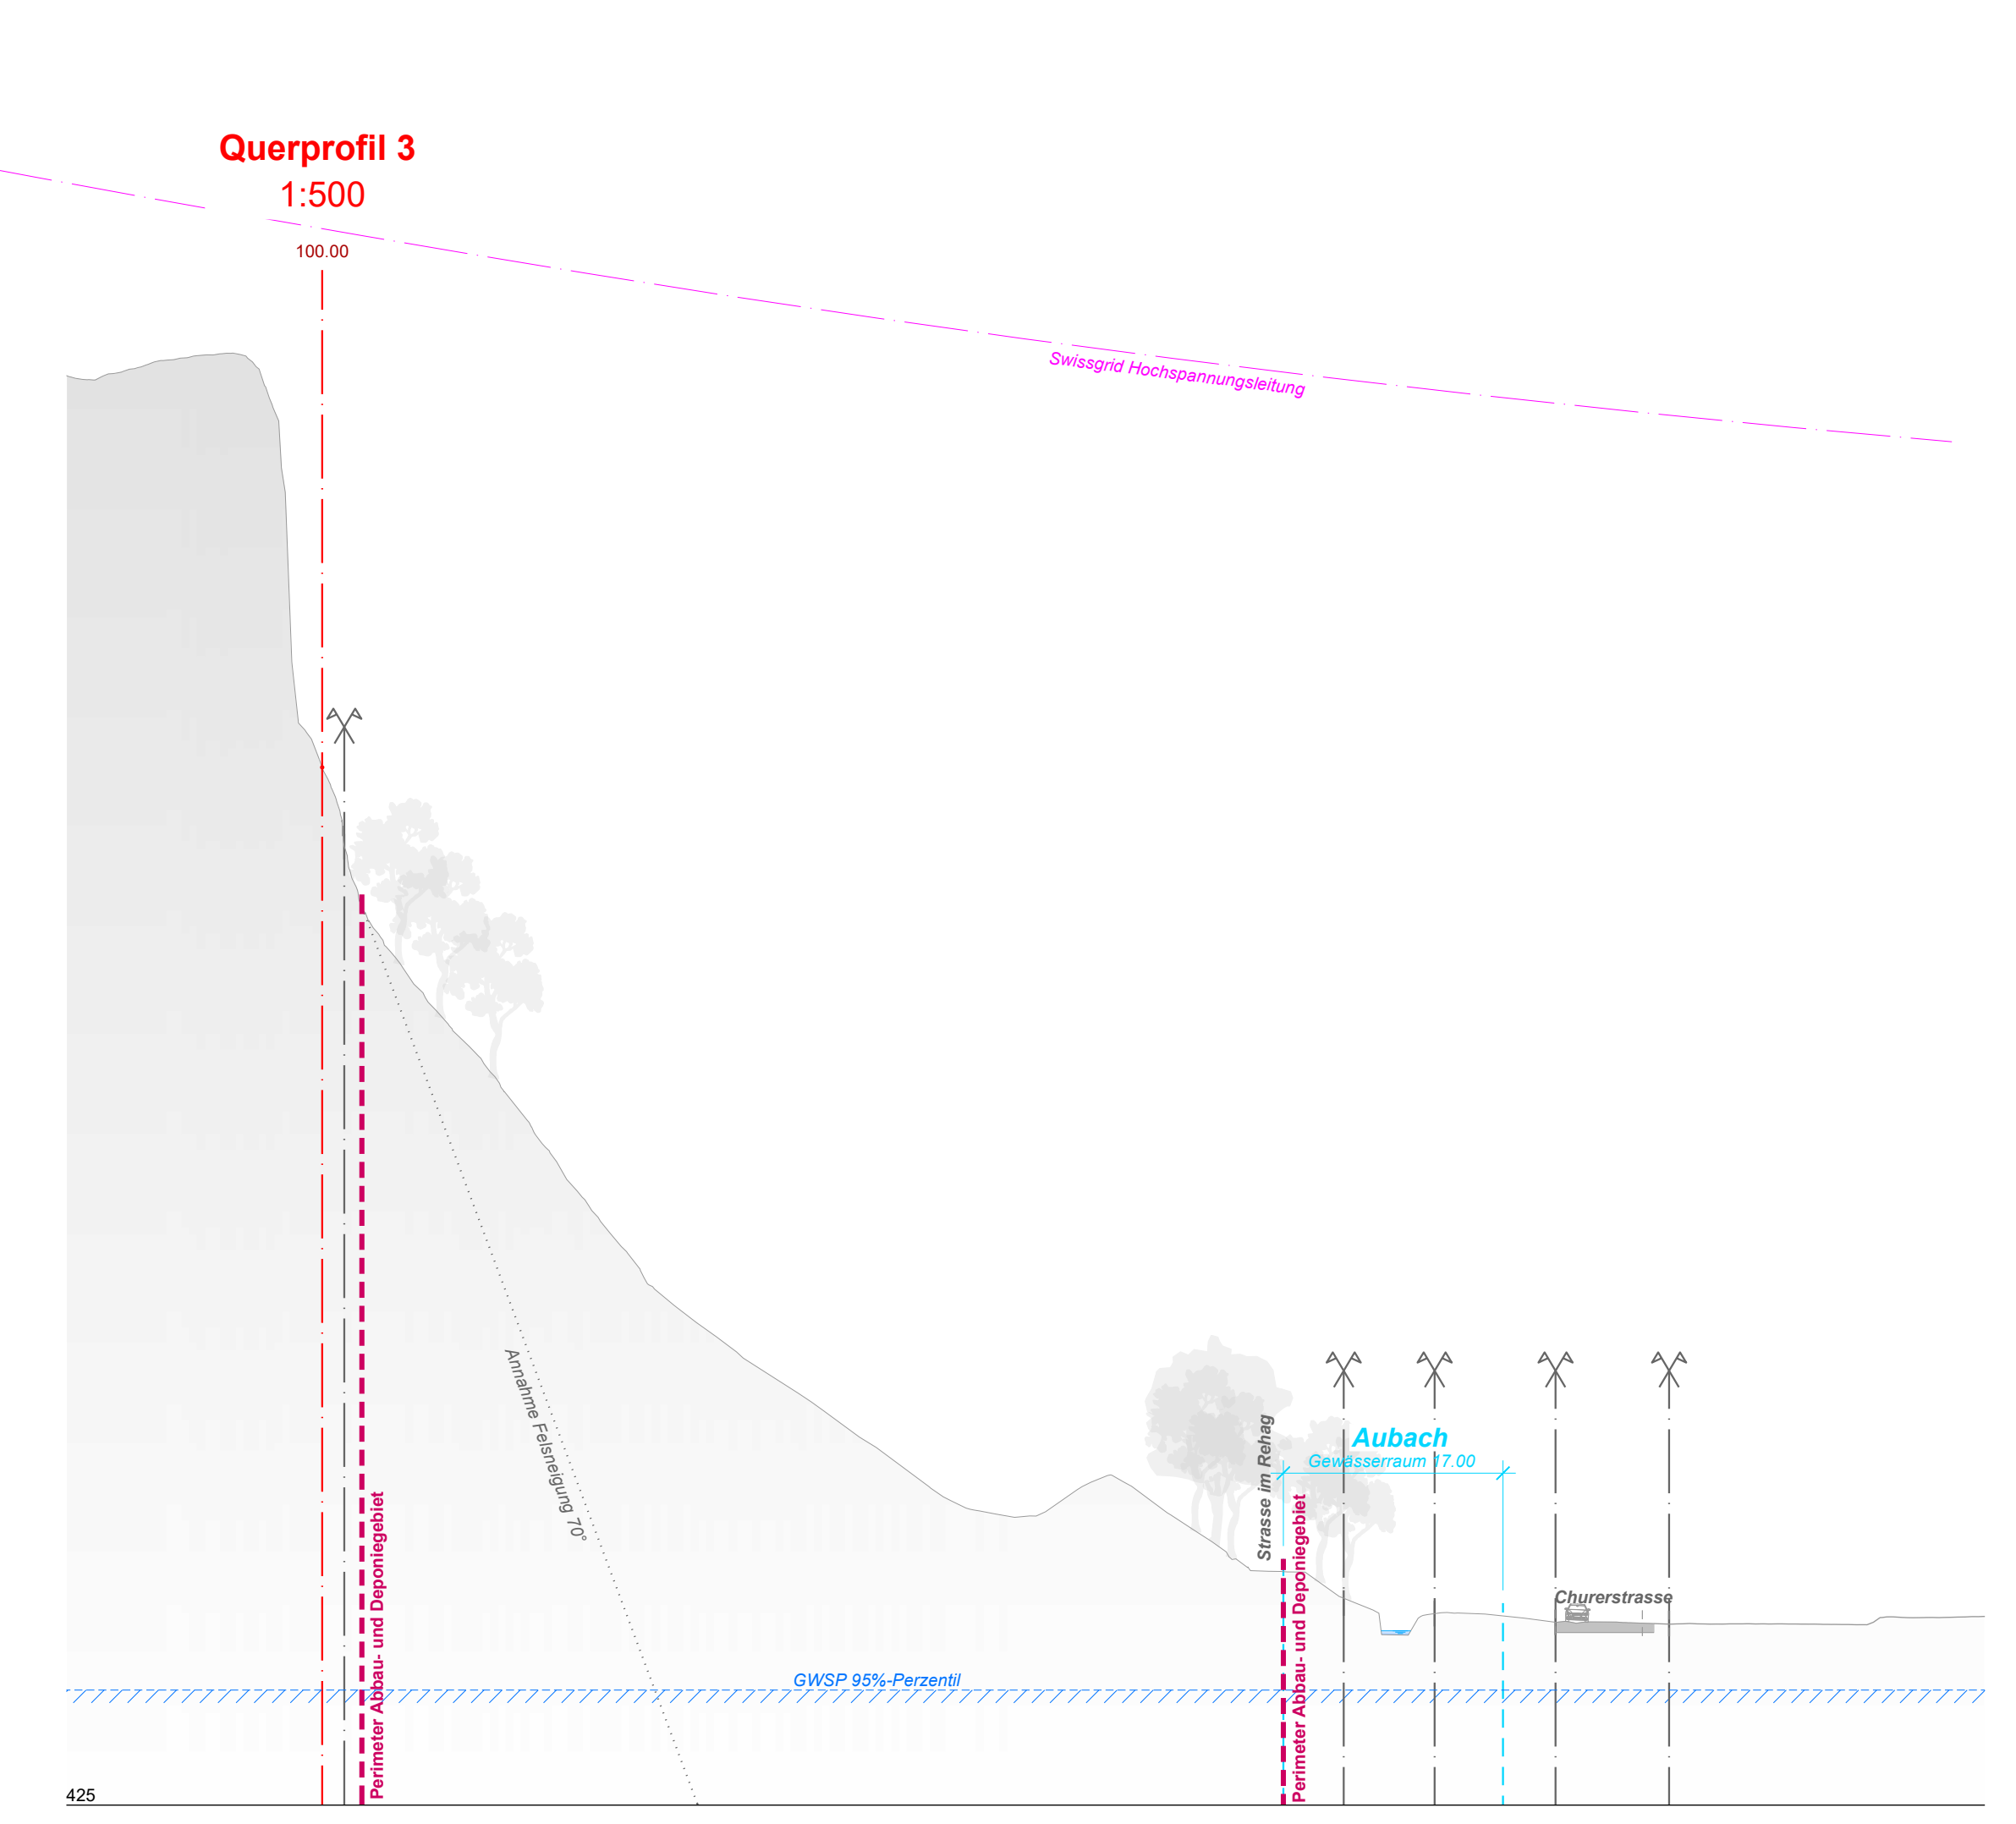 Querprofil 3
1:500
100.00
Swissgrid Hochspannungsleitung
Annahme Felsneigung 70°
Perimeter Abbau- und Deponiegebiet
Strasse im Rehag
Aubach
Gewässerraum 17.00
Perimeter Abbau- und Deponiegebiet
Churerstrasse
GWSP 95%-Perzentil
425